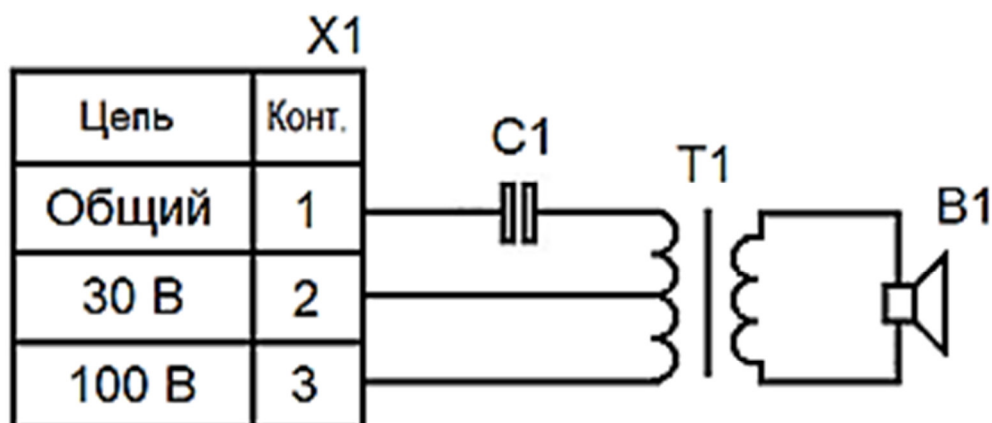 X1
Цепь Конт.
Общий 1
30 В 2
100 В 3
C1
T1
B1